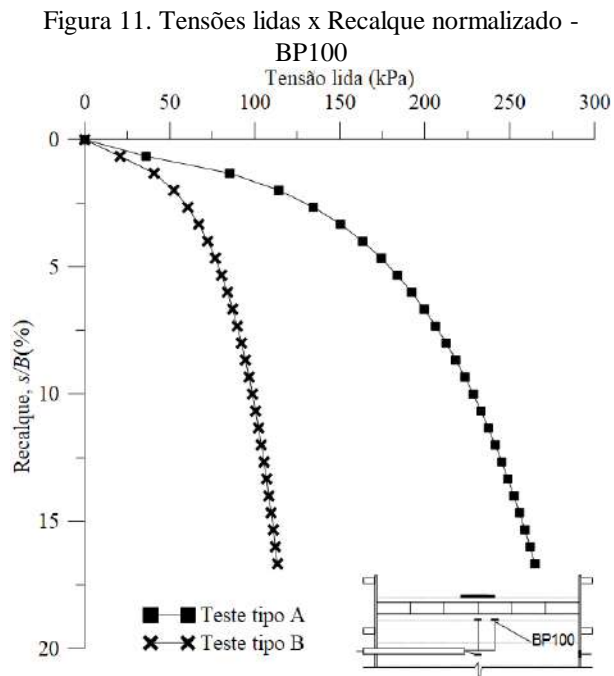 Figura 11. Tensões lidas x Recalque normalizado -
BP100
Tensão lida (kPa)
0 50 100 150 200 250 300
0
5
10
15
20
Recalque, s/B(%)
Teste tipo A
Teste tipo B
BP100